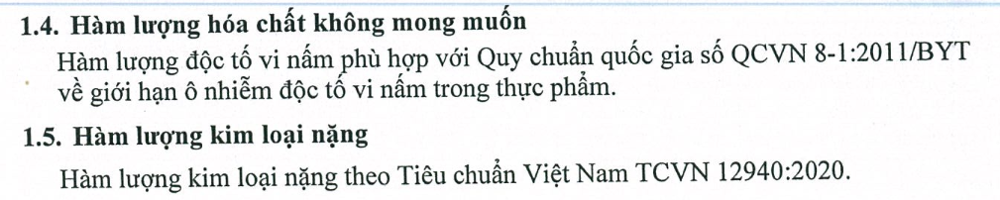 1.4. Hàm lượng hóa chất không mong muốn
Hàm lượng độc tố vi nấm phù hợp với Quy chuẩn quốc gia số QCVN 8-1:2011/BYT
về giới hạn ô nhiễm độc tố vi nấm trong thực phẩm.
1.5. Hàm lượng kim loại nặng
Hàm lượng kim loại nặng theo Tiêu chuẩn Việt Nam TCVN 12940:2020.